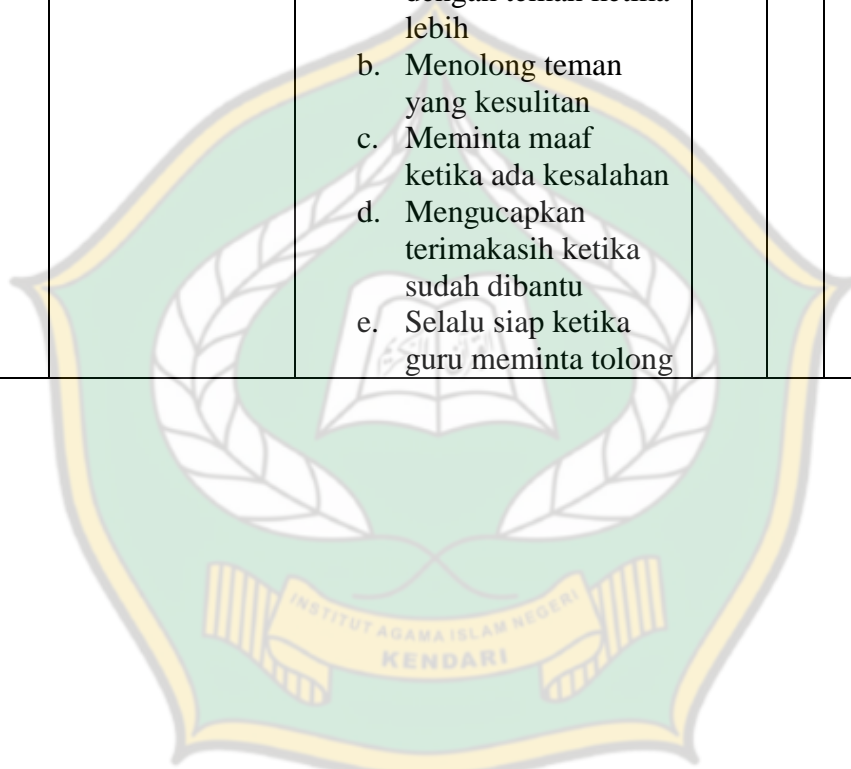 lebih
b. Menolong teman
yang kesulitan
c. Meminta maaf
ketika ada kesalahan
d. Mengucapkan
terimakasih ketika
sudah dibantu
e. Selalu siap ketika
guru meminta tolong
INSTITUT AGAMA ISLAM NEGERI
KENDARI